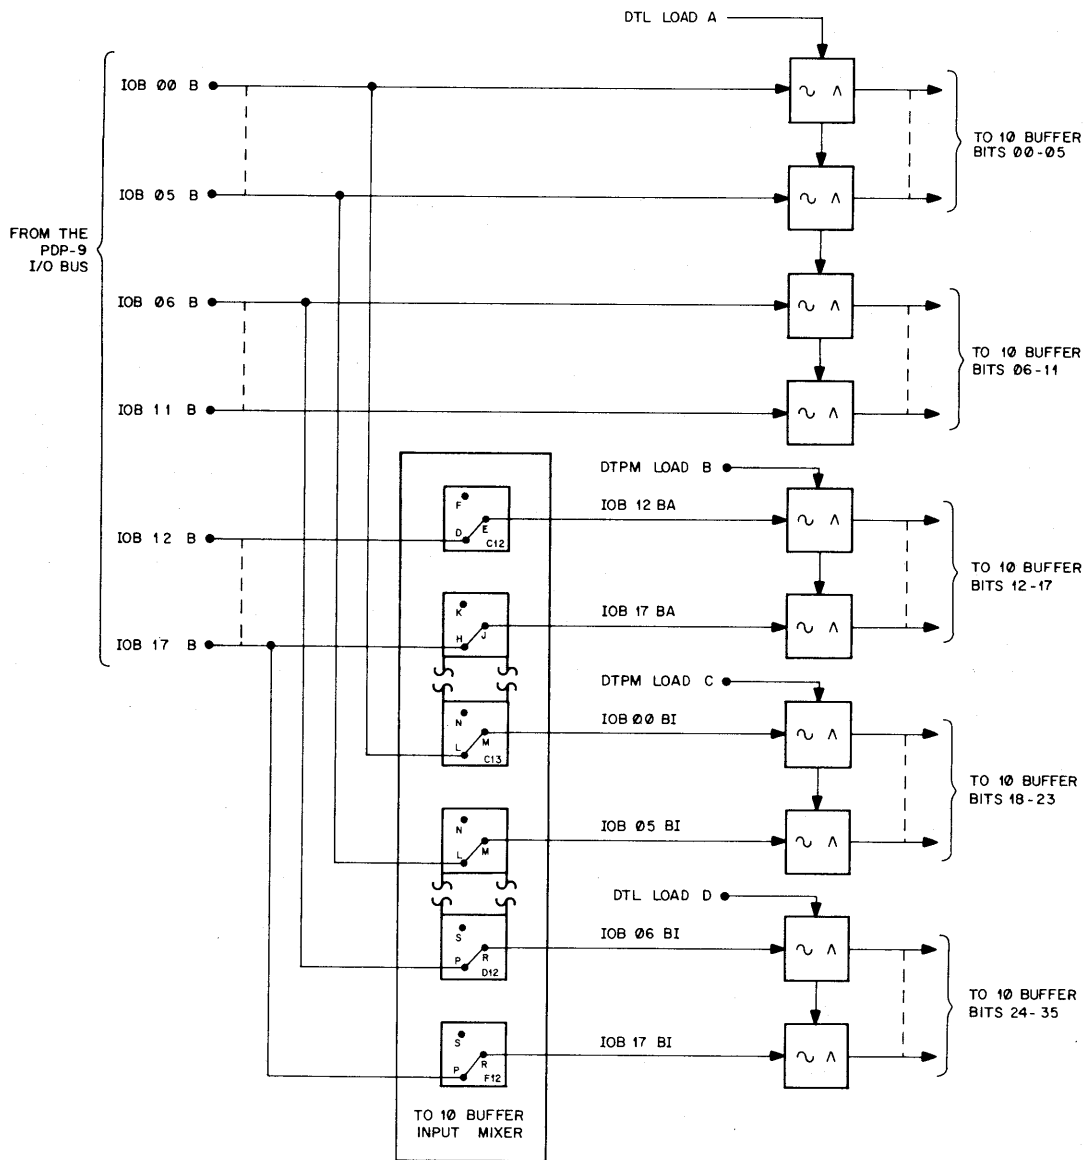 DTL LOAD A
IOB 00 B
TO 10 BUFFER
BITS 00-05
IOB 05 B
FROM THE
PDP-9
I/O BUS
IOB 06 B
TO 10 BUFFER
BITS 06-11
IOB 11 B
DTPM LOAD B
F
D
E
C12
IOB 12 BA
IOB 12 B
TO 10 BUFFER
BITS 12-17
K
H
J
IOB 17 BA
IOB 17 B
DTPM LOAD C
N
L
M
C13
IOB 00 BI
TO 10 BUFFER
BITS 18-23
N
L
M
IOB 05 BI
DTL LOAD D
S
P
R
D12
IOB 06 BI
TO 10 BUFFER
BITS 24-35
S
P
R
F12
IOB 17 BI
TO 10 BUFFER
INPUT MIXER